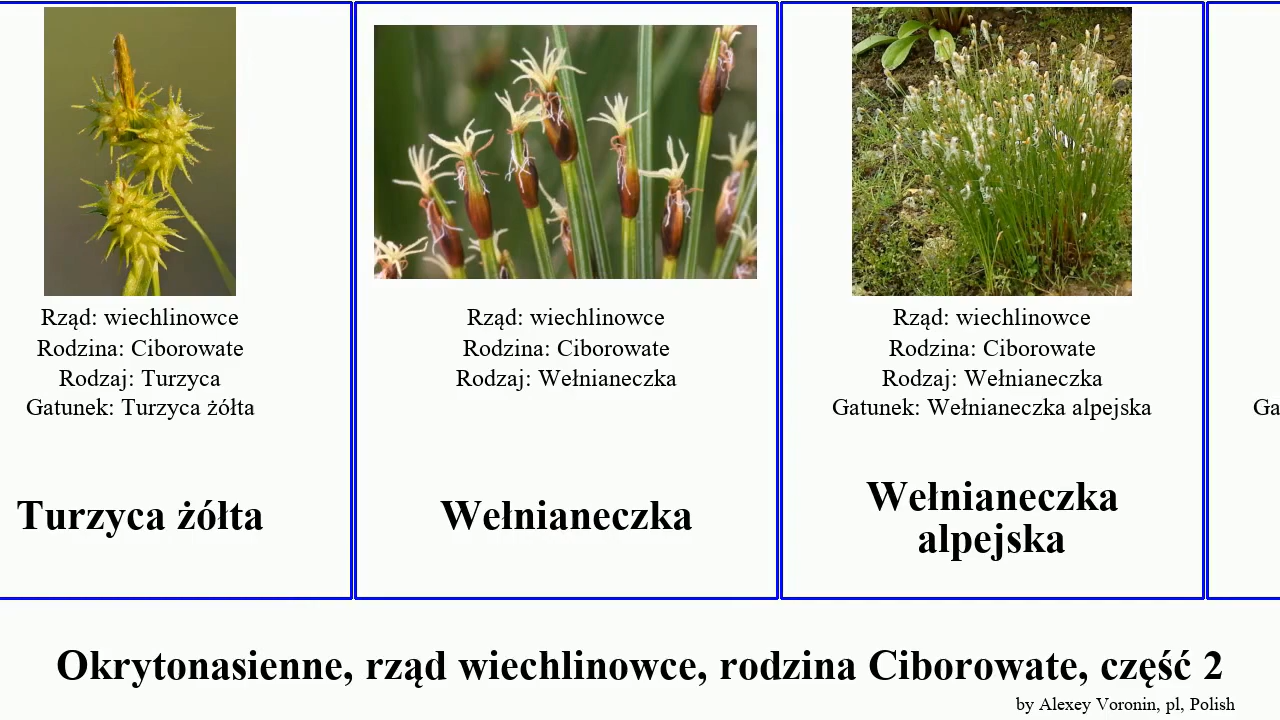 Rząd: wiechlinowce
Rodzina: Ciborowate
Rodzaj: Turzyca
Gatunek: Turzyca żółta
Turzyca żółta
Rząd: wiechlinowce
Rodzina: Ciborowate
Rodzaj: Wełnianeczka
Wełnianeczka
Rząd: wiechlinowce
Rodzina: Ciborowate
Rodzaj: Wełnianeczka
Gatunek: Wełnianeczka alpejska
Wełnianeczka
alpejska
Ga
Okrytonasienne, rząd wiechlinowce, rodzina Ciborowate, część 2
by Alexey Voronin, pl, Polish